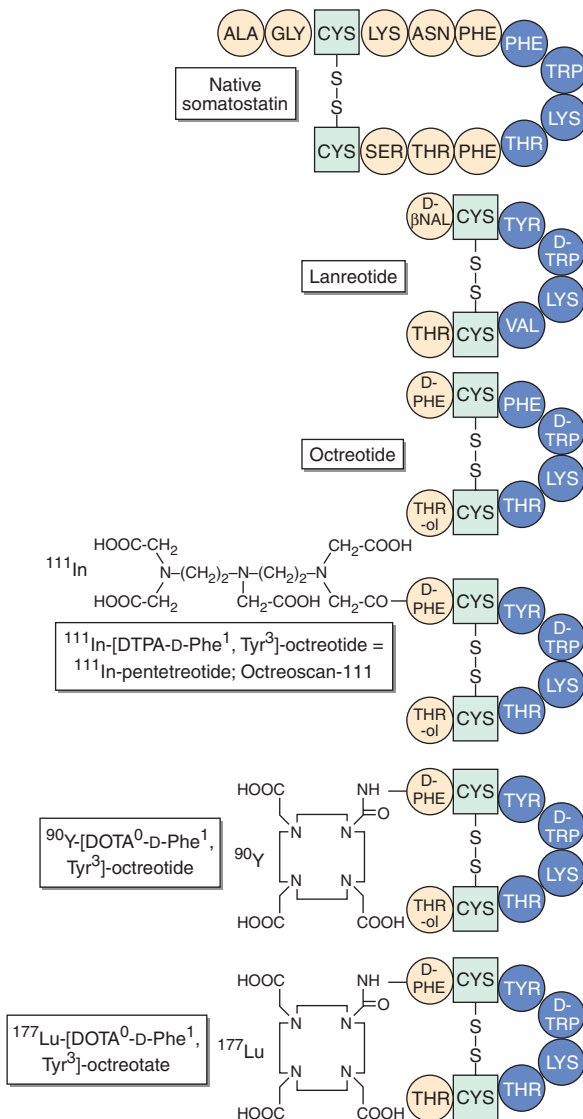 ALA GLY CYS LYS ASN PHE PHE
TRP
LYS
THR
S
S
Native
somatostatin
CYS SER THR PHE
D-
βNAL CYS TYR
D-
TRP
LYS
VAL
S
S
Lanreotide
THR CYS
D-
PHE CYS PHE
D-
TRP
LYS
THR
S
S
Octreotide
THR
-ol CYS
111In
HOOC-CH2
HOOC-CH2
N-(CH2)2-N-(CH2)2-N
CH2-COOH
CH2-COOH
CH2-CO
D-
PHE CYS TYR
D-
TRP
LYS
THR
S
S
111In-[DTPA-D-Phe1, Tyr3]-octreotide =
111In-pentetreotide; Octreoscan-111
THR
-ol CYS
HOOC
NH
O
N N
N N
HOOC
COOH
90Y
D-
PHE CYS TYR
D-
TRP
LYS
THR
S
S
90Y-[DOTA0-D-Phe1,
Tyr3]-octreotide
THR
-ol CYS
HOOC
NH
O
N N
N N
HOOC
COOH
177Lu
D-
PHE CYS TYR
D-
TRP
LYS
THR
S
S
177Lu-[DOTA0-D-Phe1,
Tyr3]-octreotate
THR CYS